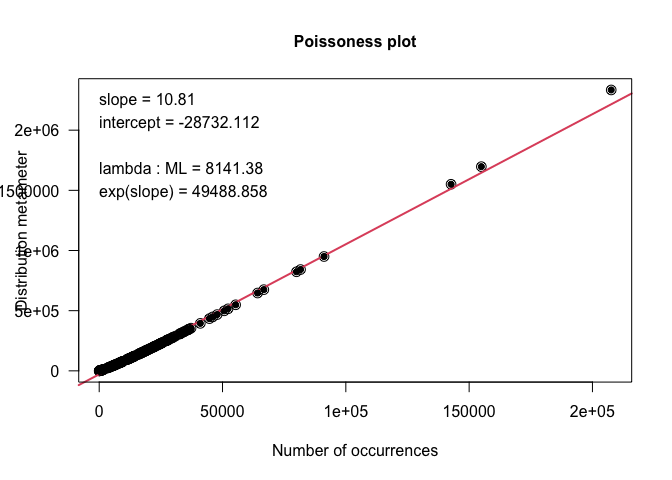 Poissoness plot
slope = 10.81
intercept = -28732.112
lambda : ML = 8141.38
exp(slope) = 49488.858
Distribution metameter
2e+06
1500000
1e+06
5e+05
0
0 50000 1e+05 150000 2e+05
Number of occurrences